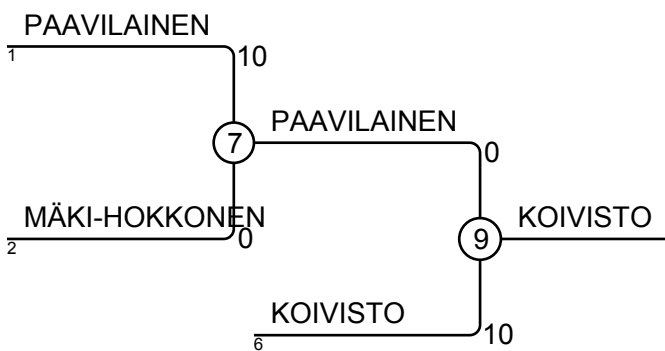 PAAVILAINEN
1
10
7
PAAVILAINEN
0
MÄKI-HOKKONEN
2
0
9
KOIVISTO
KOIVISTO
6
10